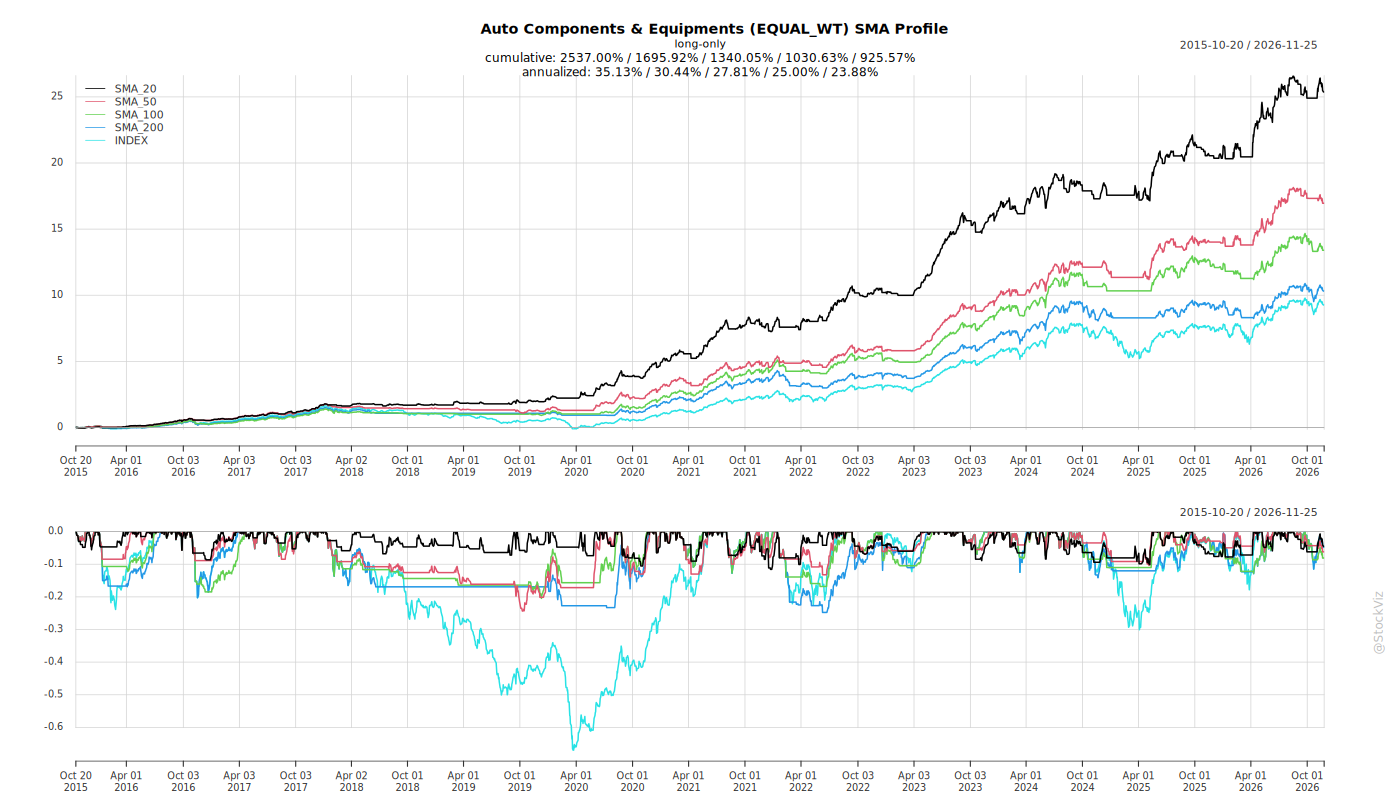 Auto Components & Equipments (EQUAL_WT) SMA Profile
long-only
cumulative: 2537.00% / 1695.92% / 1340.05% / 1030.63% / 925.57%
annualized: 35.13% / 30.44% / 27.81% / 25.00% / 23.88%
2015-10-20 / 2026-11-25
SMA_20
SMA_50
SMA_100
SMA_200
INDEX
25
20
15
10
5
0
Oct 20 Apr 01 Oct 03 Apr 03 Oct 03 Apr 02 Oct 01 Apr 01 Oct 01 Apr 01 Oct 01 Apr 01 Oct 01 Apr 01 Oct 03 Apr 03 Oct 03 Apr 01 Oct 01 Apr 01 Oct 01 Apr 01 Oct 01
2015 2016 2016 2017 2017 2018 2018 2019 2019 2020 2020 2021 2021 2022 2022 2023 2023 2024 2024 2025 2025 2026 2026
2015-10-20 / 2026-11-25
0.0
-0.1
-0.2
-0.3
-0.4
-0.5
-0.6
Oct 20 Apr 01 Oct 03 Apr 03 Oct 03 Apr 02 Oct 01 Apr 01 Oct 01 Apr 01 Oct 01 Apr 01 Oct 01 Apr 01 Oct 03 Apr 03 Oct 03 Apr 01 Oct 01 Apr 01 Oct 01 Apr 01 Oct 01
2015 2016 2016 2017 2017 2018 2018 2019 2019 2020 2020 2021 2021 2022 2022 2023 2023 2024 2024 2025 2025 2026 2026
@StockViz